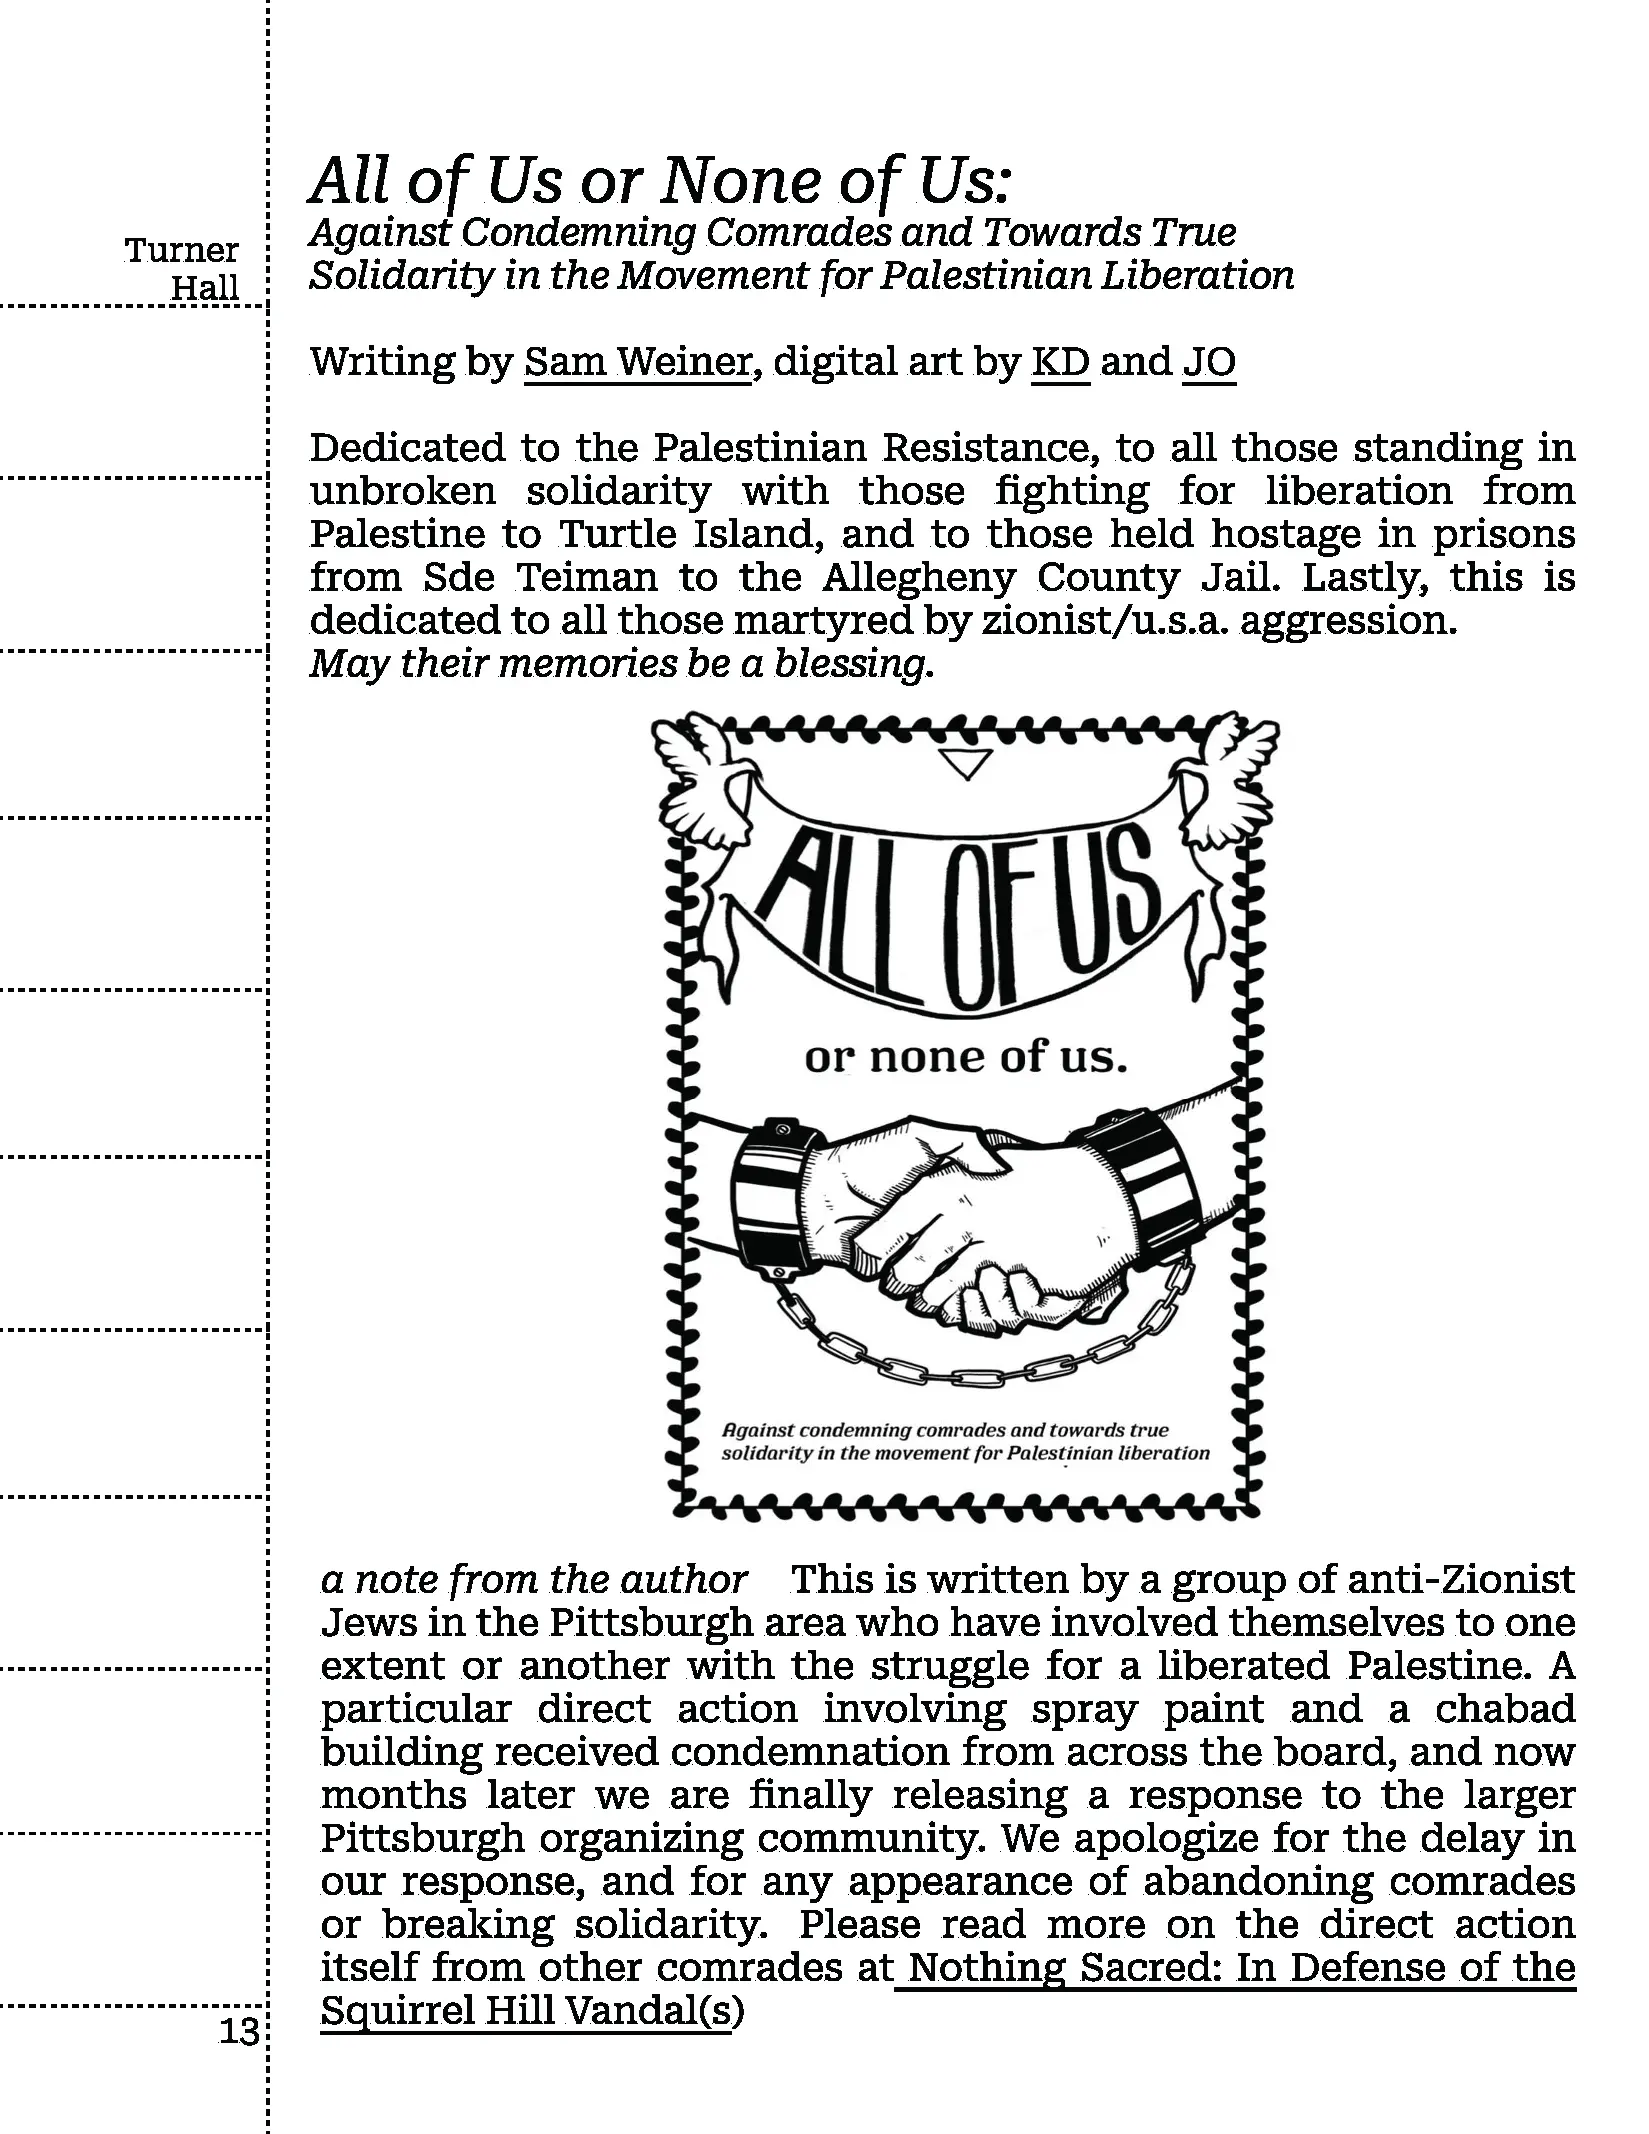 Turner
Hall
All of Us or None of Us:
Against Condemning Comrades and Towards True
Solidarity in the Movement for Palestinian Liberation
Writing by Sam Weiner, digital art by KD and JO
Dedicated to the Palestinian Resistance, to all those standing in
unbroken solidarity with those fighting for liberation from
Palestine to Turtle Island, and to those held hostage in prisons
from Sde Teiman to the Allegheny County Jail. Lastly, this is
dedicated to all those martyred by zionist/u.s.a. aggression.
May their memories be a blessing.
ALL OF US
or none of us.
Against condemning comrades and towards true
solidarity in the movement for Palestinian liberation
a note from the author This is written by a group of anti-Zionist
Jews in the Pittsburgh area who have involved themselves to one
extent or another with the struggle for a liberated Palestine. A
particular direct action involving spray paint and a chabad
building received condemnation from across the board, and now
months later we are finally releasing a response to the larger
Pittsburgh organizing community. We apologize for the delay in
our response, and for any appearance of abandoning comrades
or breaking solidarity. Please read more on the direct action
itself from other comrades at Nothing Sacred: In Defense of the
Squirrel Hill Vandal(s)
13